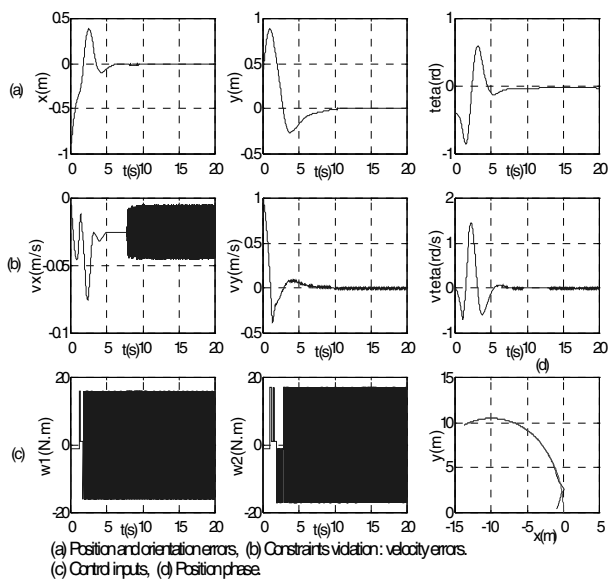 0.5
0
-0.5
-1
x(m)
0 5 10 15 20
t(s)
(a)
1
0.5
0
0.5
y(m)
0 5 10 15 20
t(s)
1
0
-1
teta(rd)
0 5 10 15 20
t(s)
(b)
0
-0.05
-0.1
vx(m/s)
0 5 10 15 20
t(s)
1
0.5
0
-0.5
vy(m/s)
0 5 10 15 20
t(s)
2
1
0
-1
vteta(rd/s)
0 5 10 15 20
t(s)
(d)
(c)
20
0
-20
w1(N.m)
0 5 10 15 20
t(s)
20
0
-20
w2(N.m)
0 5 10 15 20
t(s)
15
10
5
0
y(m)
-15 -10 -5 0 5
x(m)
(a) Position and orientation errors, (b) Constraints vidation : velocity errors.
(c) Control inputs, (d) Position phase.